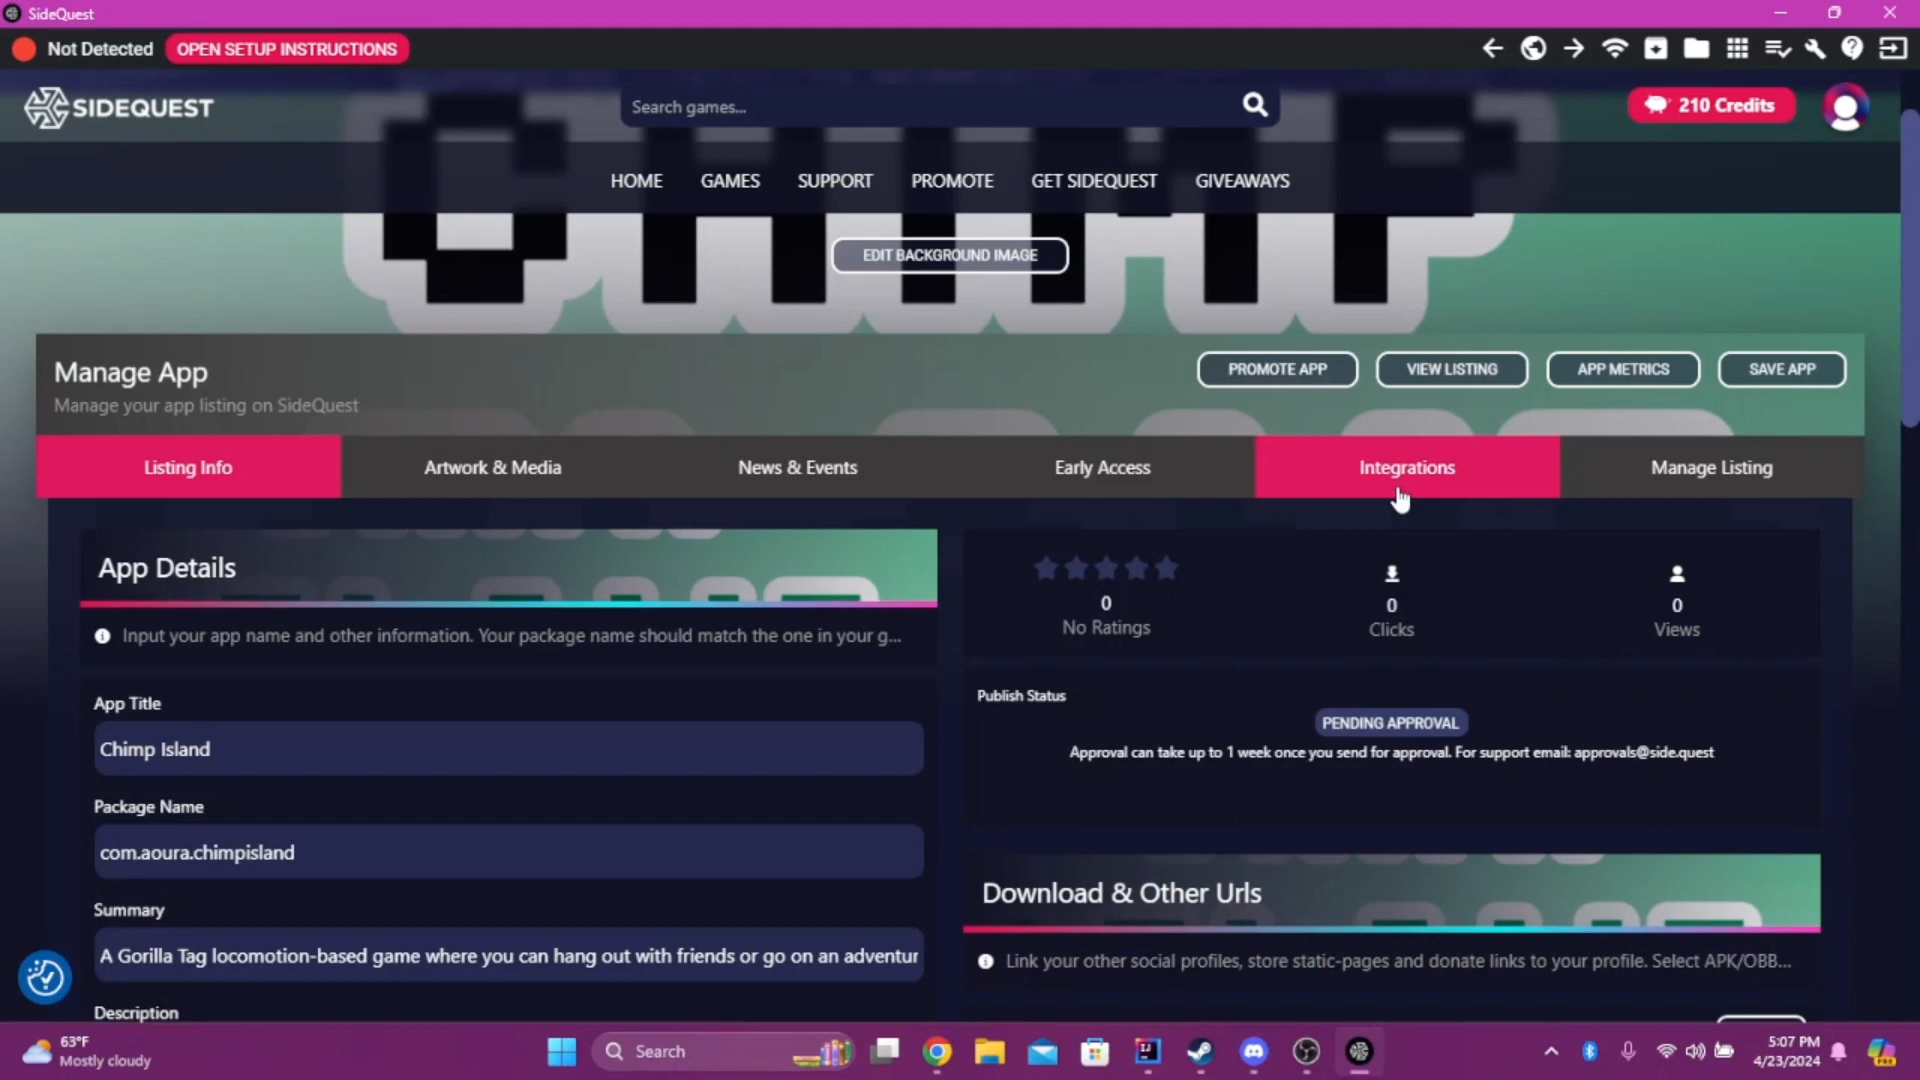 SideQuest
Not Detected OPEN SETUP INSTRUCTIONS
SIDEQUEST
Search games...
210 Credits
HOME GAMES SUPPORT PROMOTE GET SIDEQUEST GIVEAWAYS
CHIMP
EDIT BACKGROUND IMAGE
Manage App
Manage your app listing on SideQuest
PROMOTE APP VIEW LISTING APP METRICS SAVE APP
Listing Info Artwork & Media News & Events Early Access Integrations Manage Listing
App Details
Input your app name and other information. Your package name should match the one in your g...
App Title
Chimp Island
Package Name
com.aoura.chimpisland
Summary
A Gorilla Tag locomotion-based game where you can hang out with friends or go on an adventur
Description
0
No Ratings
0
Clicks
0
Views
Publish Status
PENDING APPROVAL
Approval can take up to 1 week once you send for approval. For support email: approvals@side.quest
Download & Other Urls
Link your other social profiles, store static-pages and donate links to your profile. Select APK/OBB...
63°F
Mostly cloudy
Search
5:07 PM
4/23/2024